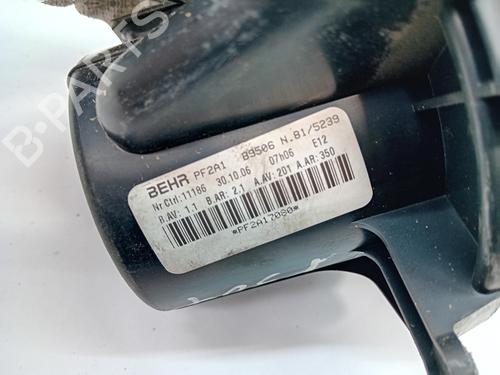 B-PARTS
BEHR PF2A1 B9506 N.81/5239
Nr Ctrl:11186 30.10.06 07h06 E12
B.AV: 1.1 B.AR: 2.1 A.AV: 201 A.AR: 350
*PF2A17080*